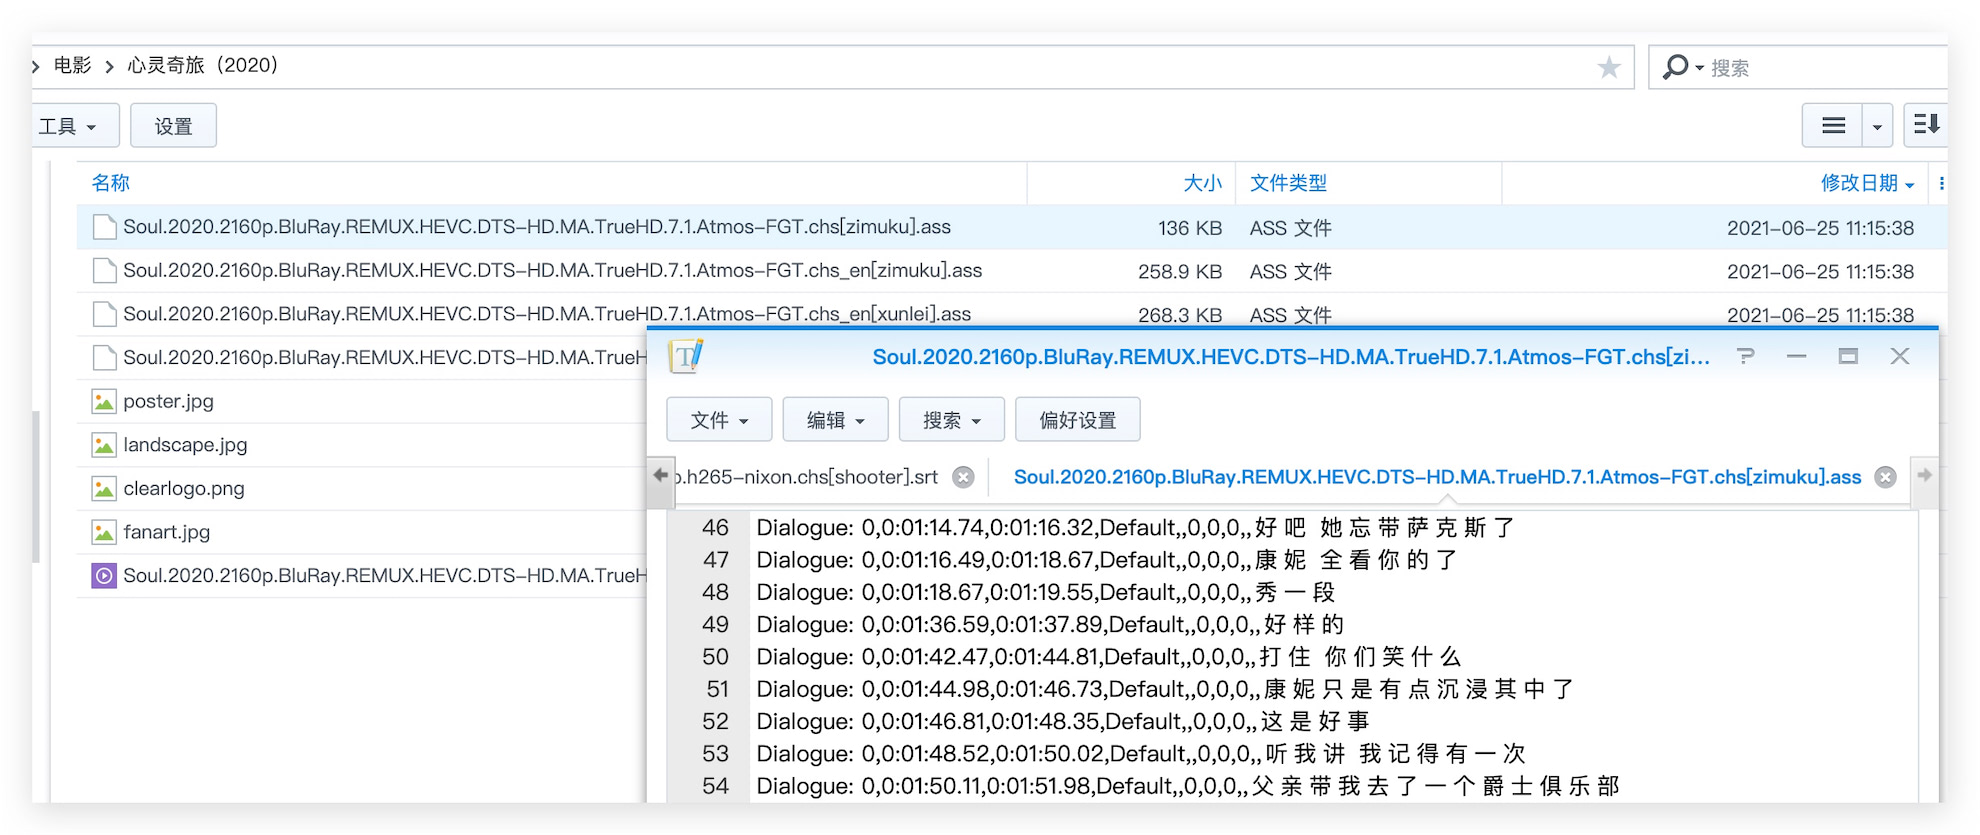 电影 › 心灵奇旅（2020）
搜索
工具 设置
名称 大小 文件类型 修改日期
Soul.2020.2160p.BluRay.REMUX.HEVC.DTS-HD.MA.TrueHD.7.1.Atmos-FGT.chs[zimuku].ass 136 KB ASS 文件 2021-06-25 11:15:38
Soul.2020.2160p.BluRay.REMUX.HEVC.DTS-HD.MA.TrueHD.7.1.Atmos-FGT.chs_en[zimuku].ass 258.9 KB ASS 文件 2021-06-25 11:15:38
Soul.2020.2160p.BluRay.REMUX.HEVC.DTS-HD.MA.TrueHD.7.1.Atmos-FGT.chs_en[xunlei].ass 268.3 KB ASS 文件 2021-06-25 11:15:38
Soul.2020.2160p.BluRay.REMUX.HEVC.DTS-HD.MA.TrueH
poster.jpg
landscape.jpg
clearlogo.png
fanart.jpg
Soul.2020.2160p.BluRay.REMUX.HEVC.DTS-HD.MA.TrueH
Soul.2020.2160p.BluRay.REMUX.HEVC.DTS-HD.MA.TrueHD.7.1.Atmos-FGT.chs[zi...
文件 编辑 搜索 偏好设置
p.h265-nixon.chs[shooter].srt Soul.2020.2160p.BluRay.REMUX.HEVC.DTS-HD.MA.TrueHD.7.1.Atmos-FGT.chs[zimuku].ass
46 Dialogue: 0,0:01:14.74,0:01:16.32,Default,,0,0,0,,好吧 她忘带萨克斯了
47 Dialogue: 0,0:01:16.49,0:01:18.67,Default,,0,0,0,,康妮 全看你的了
48 Dialogue: 0,0:01:18.67,0:01:19.55,Default,,0,0,0,,秀一段
49 Dialogue: 0,0:01:36.59,0:01:37.89,Default,,0,0,0,,好样的
50 Dialogue: 0,0:01:42.47,0:01:44.81,Default,,0,0,0,,打住 你们笑什么
51 Dialogue: 0,0:01:44.98,0:01:46.73,Default,,0,0,0,,康妮只是有点沉浸其中了
52 Dialogue: 0,0:01:46.81,0:01:48.35,Default,,0,0,0,,这是好事
53 Dialogue: 0,0:01:48.52,0:01:50.02,Default,,0,0,0,,听我讲 我记得有一次
54 Dialogue: 0,0:01:50.11,0:01:51.98,Default,,0,0,0,,父亲带我去了一个爵士俱乐部